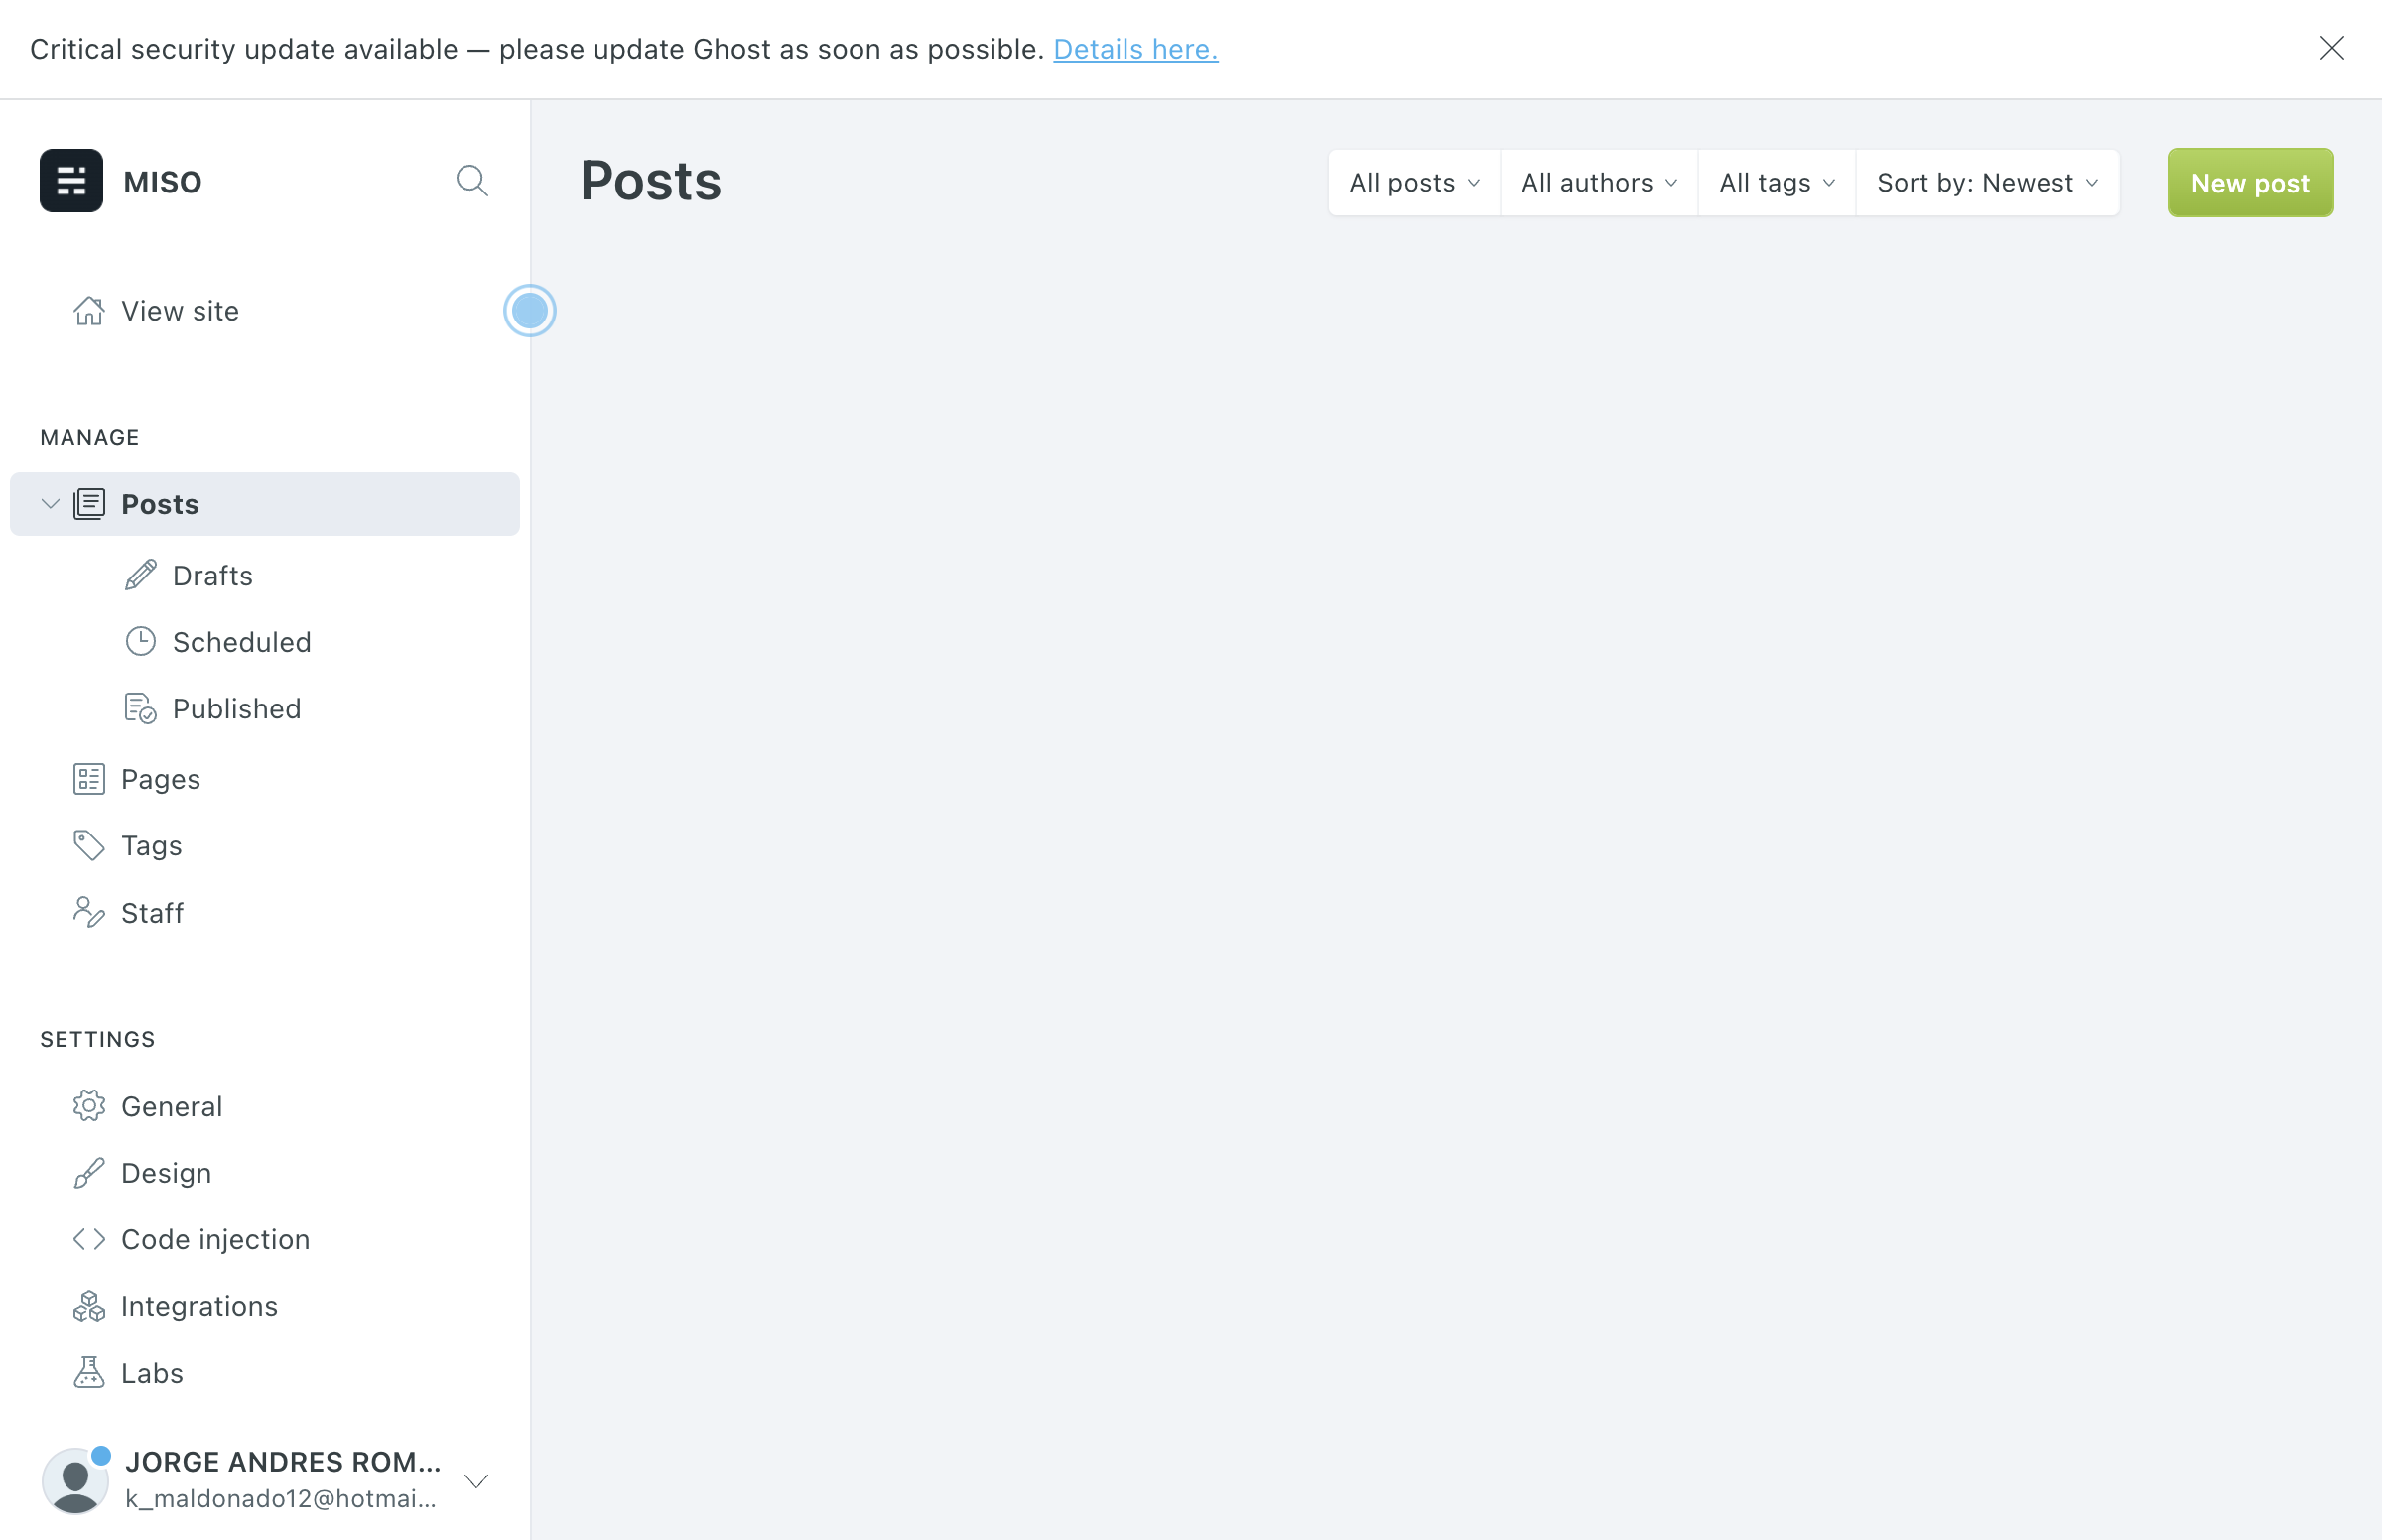 Critical security update available — please update Ghost as soon as possible. Details here.
MISO
Posts
All posts
All authors
All tags
Sort by: Newest
New post
View site
MANAGE
Posts
Drafts
Scheduled
Published
Pages
Tags
Staff
SETTINGS
General
Design
Code injection
Integrations
Labs
JORGE ANDRES ROM...
k_maldonado12@hotmai...